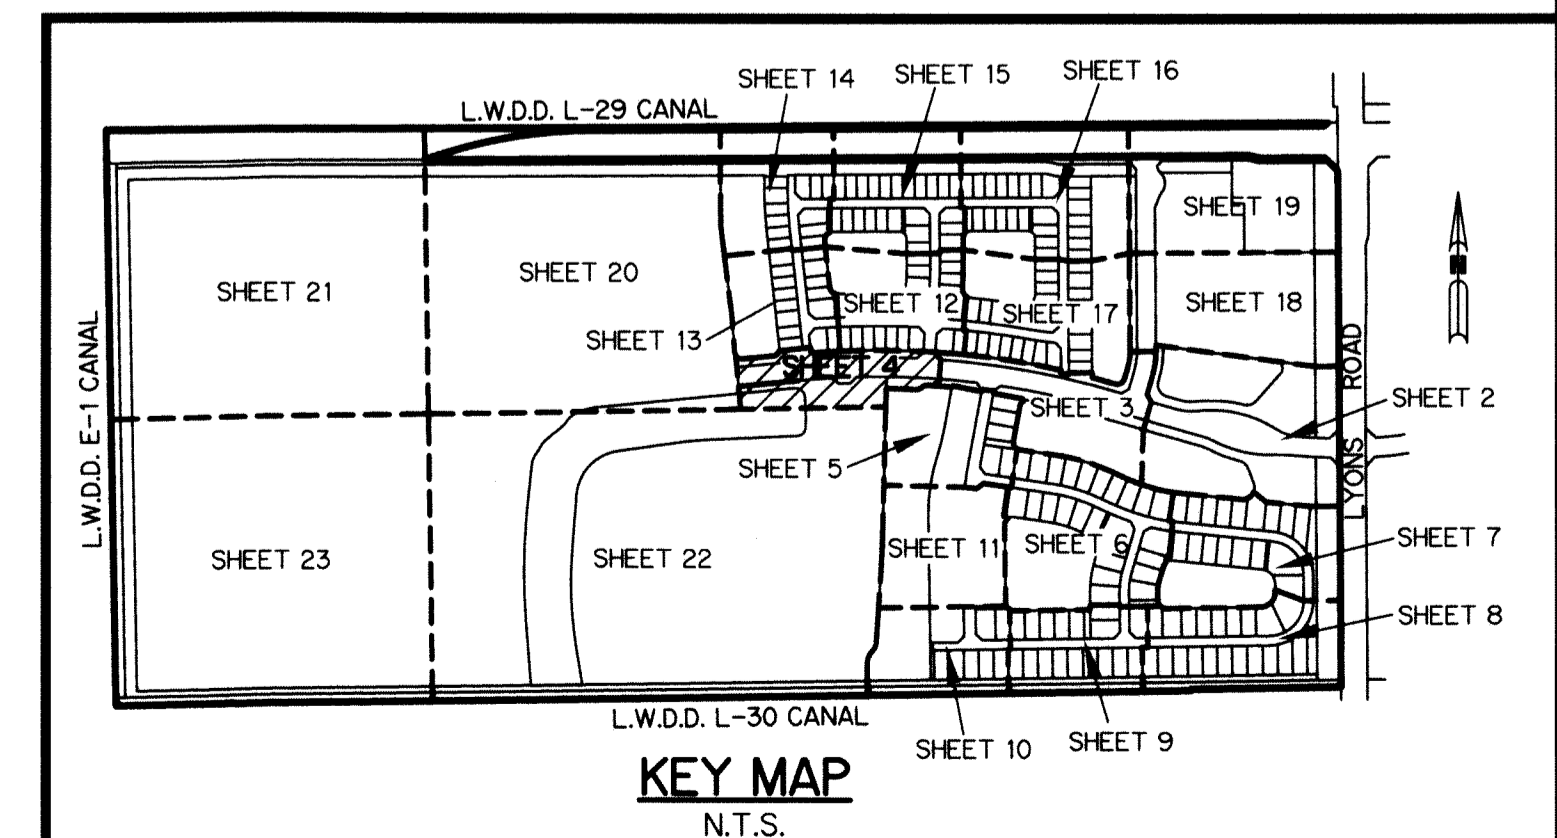 SHEET 14
SHEET 15
SHEET 16
L.W.D.D. L-29 CANAL
SHEET 19
SHEET 21
SHEET 20
SHEET 12
SHEET 17
SHEET 18
N
SHEET 13
SHEET 4
L.W.D.D. E-1 CANAL
LYONS ROAD
SHEET 3
SHEET 2
SHEET 5
SHEET 23
SHEET 22
SHEET 11
SHEET 6
SHEET 7
SHEET 8
L.W.D.D. L-30 CANAL
SHEET 10
SHEET 9
KEY MAP
N.T.S.